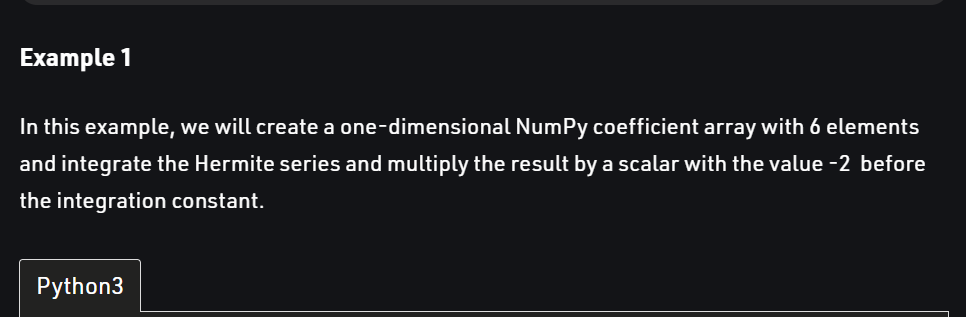 Example 1
In this example, we will create a one-dimensional NumPy coefficient array with 6 elements
and integrate the Hermite series and multiply the result by a scalar with the value -2 before
the integration constant.
Python3